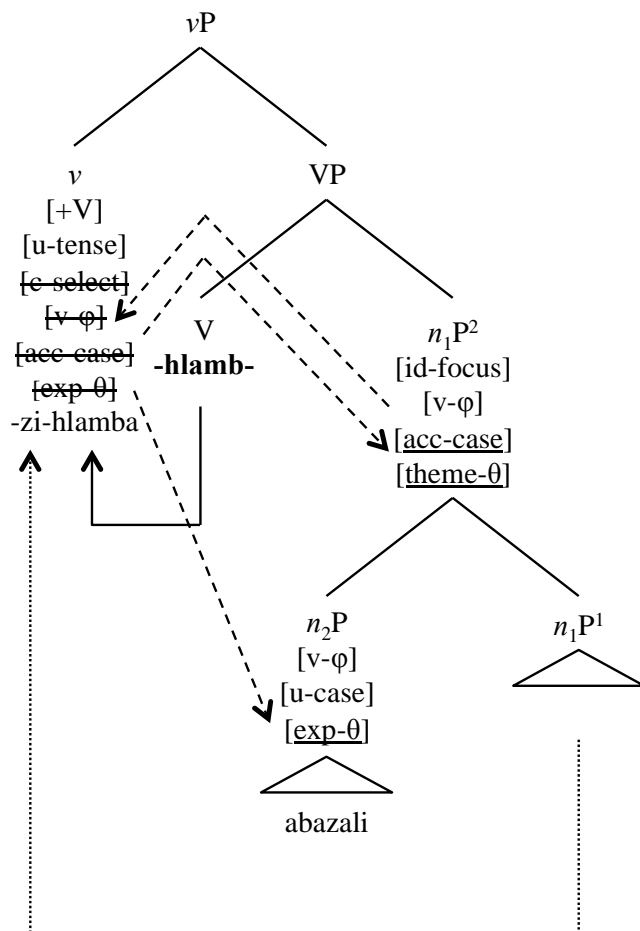 vP
v
[+V]
[u-tense]
[c-select]
[v-φ]
[acc-case]
[exp-θ]
-zi-hlamba
VP
V
-hlamb-
n₁P²
[id-focus]
[v-φ]
[acc-case]
[theme-θ]
n₂P
[v-φ]
[u-case]
[exp-θ]
abazali
n₁P¹